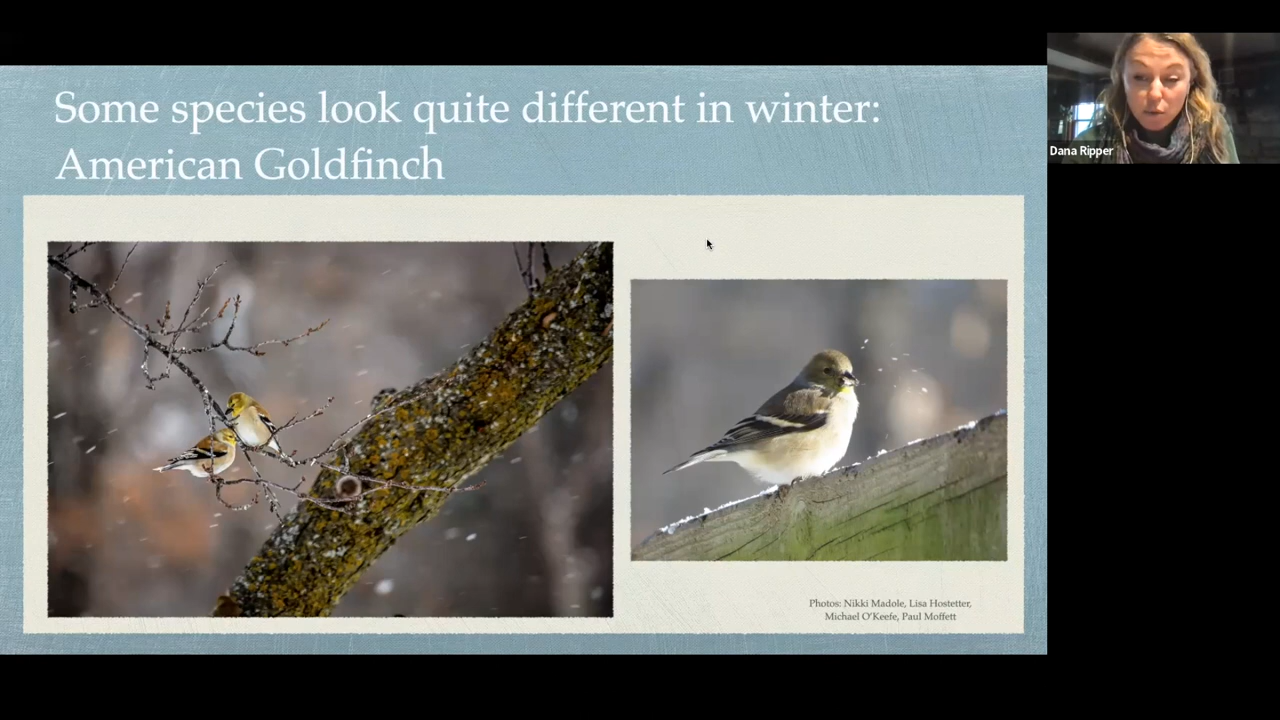 Some species look quite different in winter:
American Goldfinch
Dana Ripper
Photos: Nikki Madole, Lisa Hostetter,
Michael O'Keefe, Paul Moffett